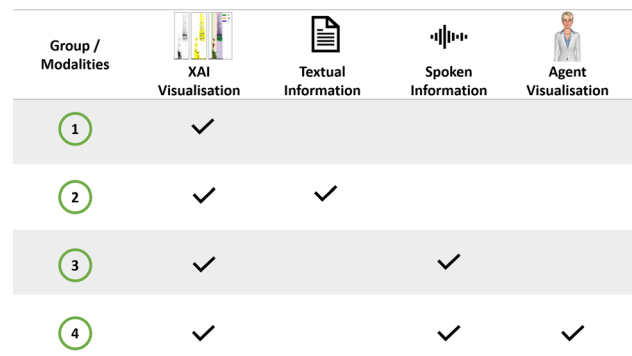 Group /
Modalities
XAI
Visualisation
Textual
Information
Spoken
Information
Agent
Visualisation
1
2
3
4